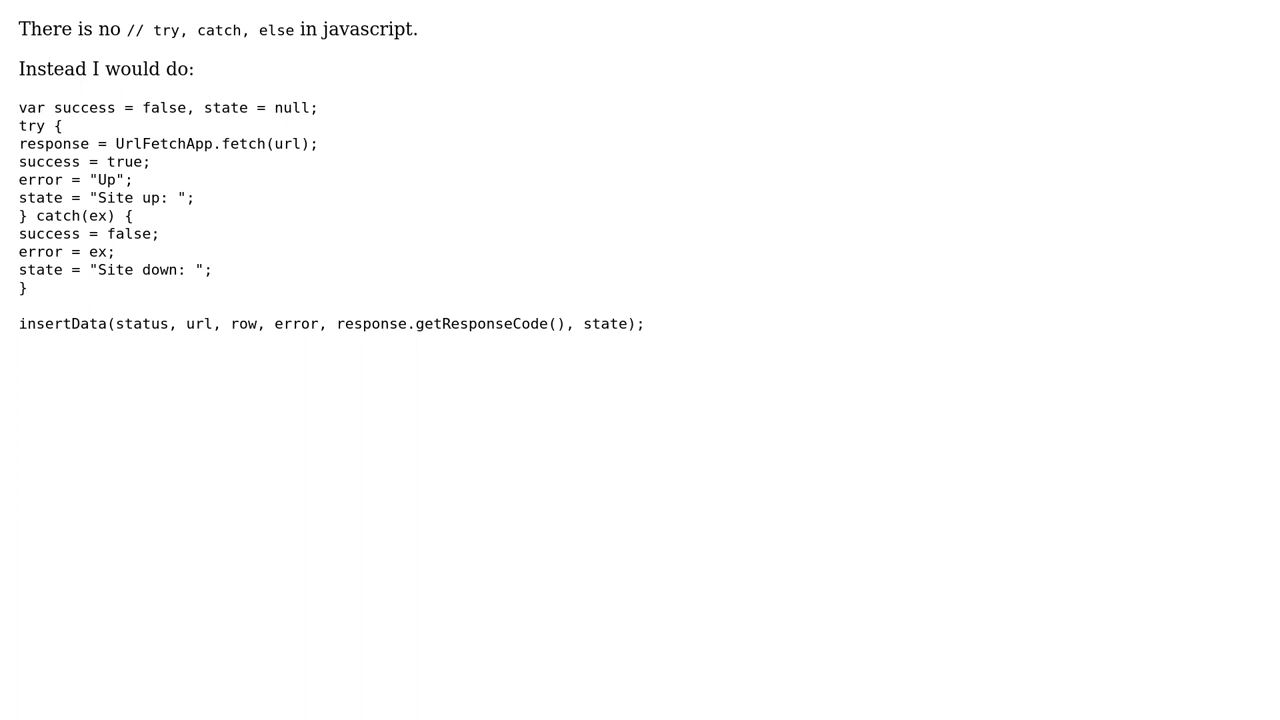 There is no // try, catch, else in javascript.
Instead I would do:
var success = false, state = null;
try {
response = UrlFetchApp.fetch(url);
success = true;
error = "Up";
state = "Site up: ";
} catch(ex) {
success = false;
error = ex;
state = "Site down: ";
}
insertData(status, url, row, error, response.getResponseCode(), state);